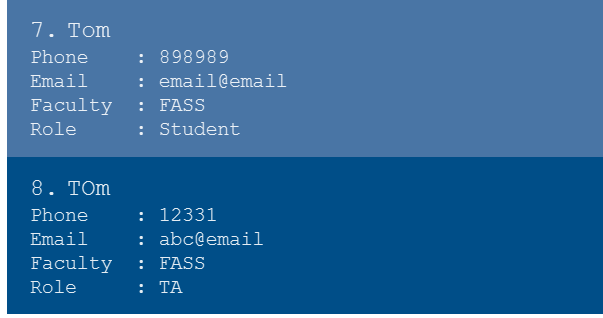 7. Tom
Phone : 898989
Email : email@email
Faculty : FASS
Role : Student
8. TOm
Phone : 12331
Email : abc@email
Faculty : FASS
Role : TA